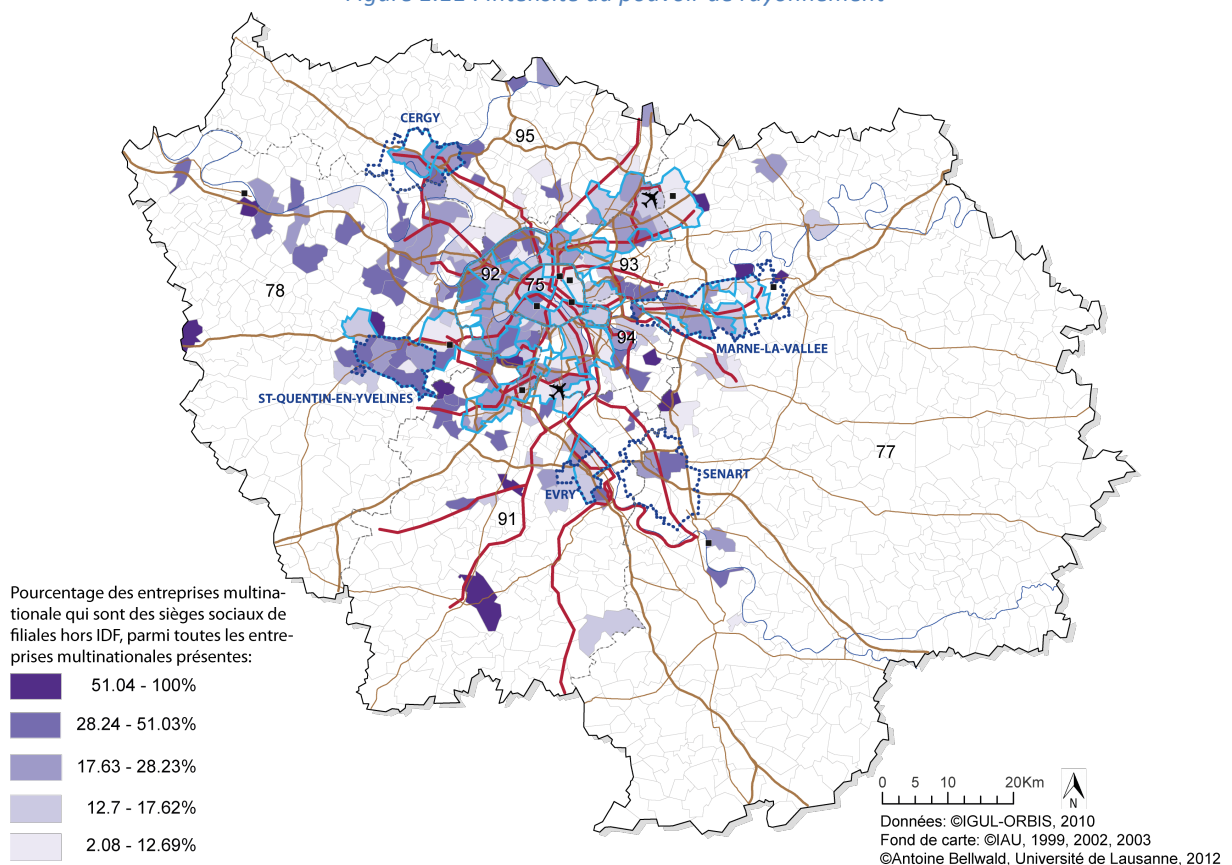 CERGY
95
92
93
75
78
94
MARNE-LA-VALLEE
ST-QUENTIN-EN-YVELINES
77
SENART
EVRY
91
Pourcentage des entreprises multina-
tionale qui sont des sièges sociaux de
filiales hors IDF, parmi toutes les entre-
prises multinationales présentes:
51.04 - 100%
28.24 - 51.03%
17.63 - 28.23%
12.7 - 17.62%
2.08 - 12.69%
0 5 10 20Km
N
Données: ©IGUL-ORBIS, 2010
Fond de carte: ©IAU, 1999, 2002, 2003
©Antoine Bellwald, Université de Lausanne, 2012